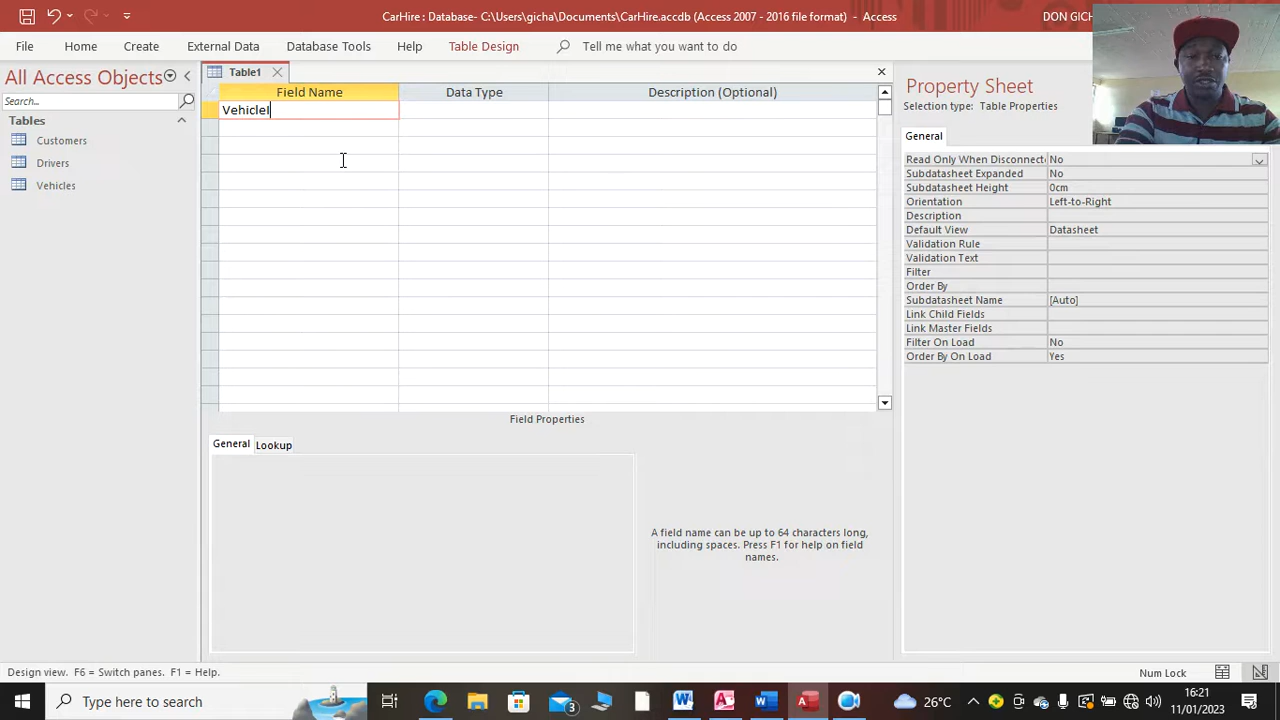 CarHire : Database- C:\Users\gicha\Documents\CarHire.accdb (Access 2007 - 2016 file format) - Access
DON GICH
File Home Create External Data Database Tools Help Table Design Tell me what you want to do
All Access Objects
Search...
Tables
Customers
Drivers
Vehicles
Table1
Field Name Data Type Description (Optional)
VehicleI
Field Properties
General Lookup
A field name can be up to 64 characters long,
including spaces. Press F1 for help on field
names.
Property Sheet
Selection type: Table Properties
General
Read Only When Disconnect No
Subdatasheet Expanded No
Subdatasheet Height 0cm
Orientation Left-to-Right
Description
Default View Datasheet
Validation Rule
Validation Text
Filter
Order By
Subdatasheet Name [Auto]
Link Child Fields
Link Master Fields
Filter On Load No
Order By On Load Yes
Design view. F6 = Switch panes. F1 = Help.
Num Lock
Type here to search
3
26°C
16:21
11/01/2023